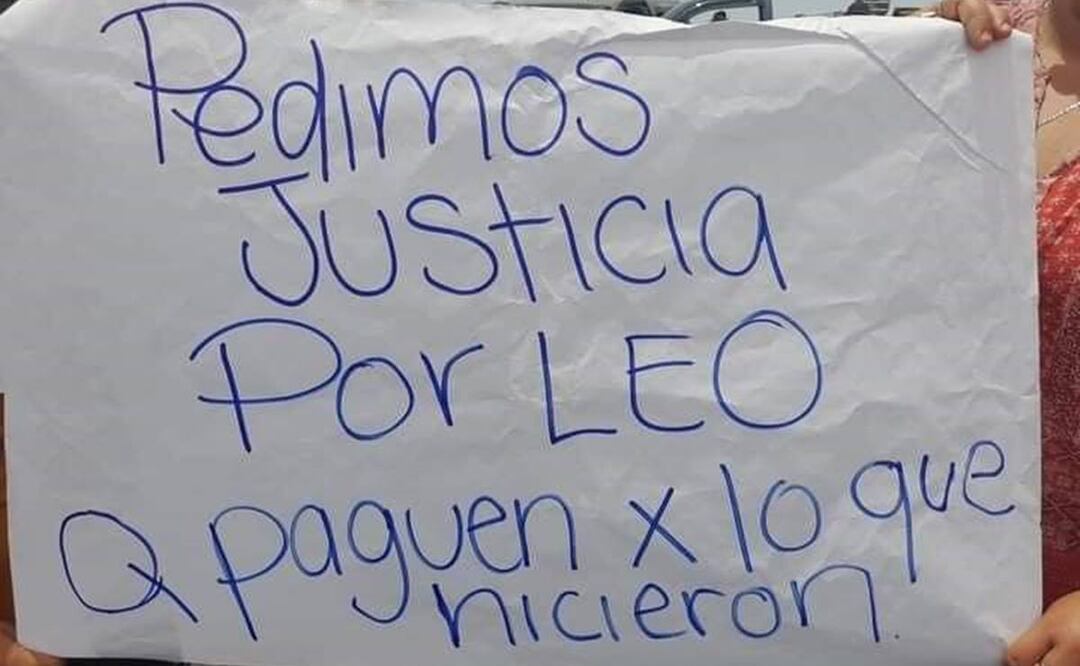 Pedimos
Justicia
Por LEO
Q paguen x lo que
hicieron.